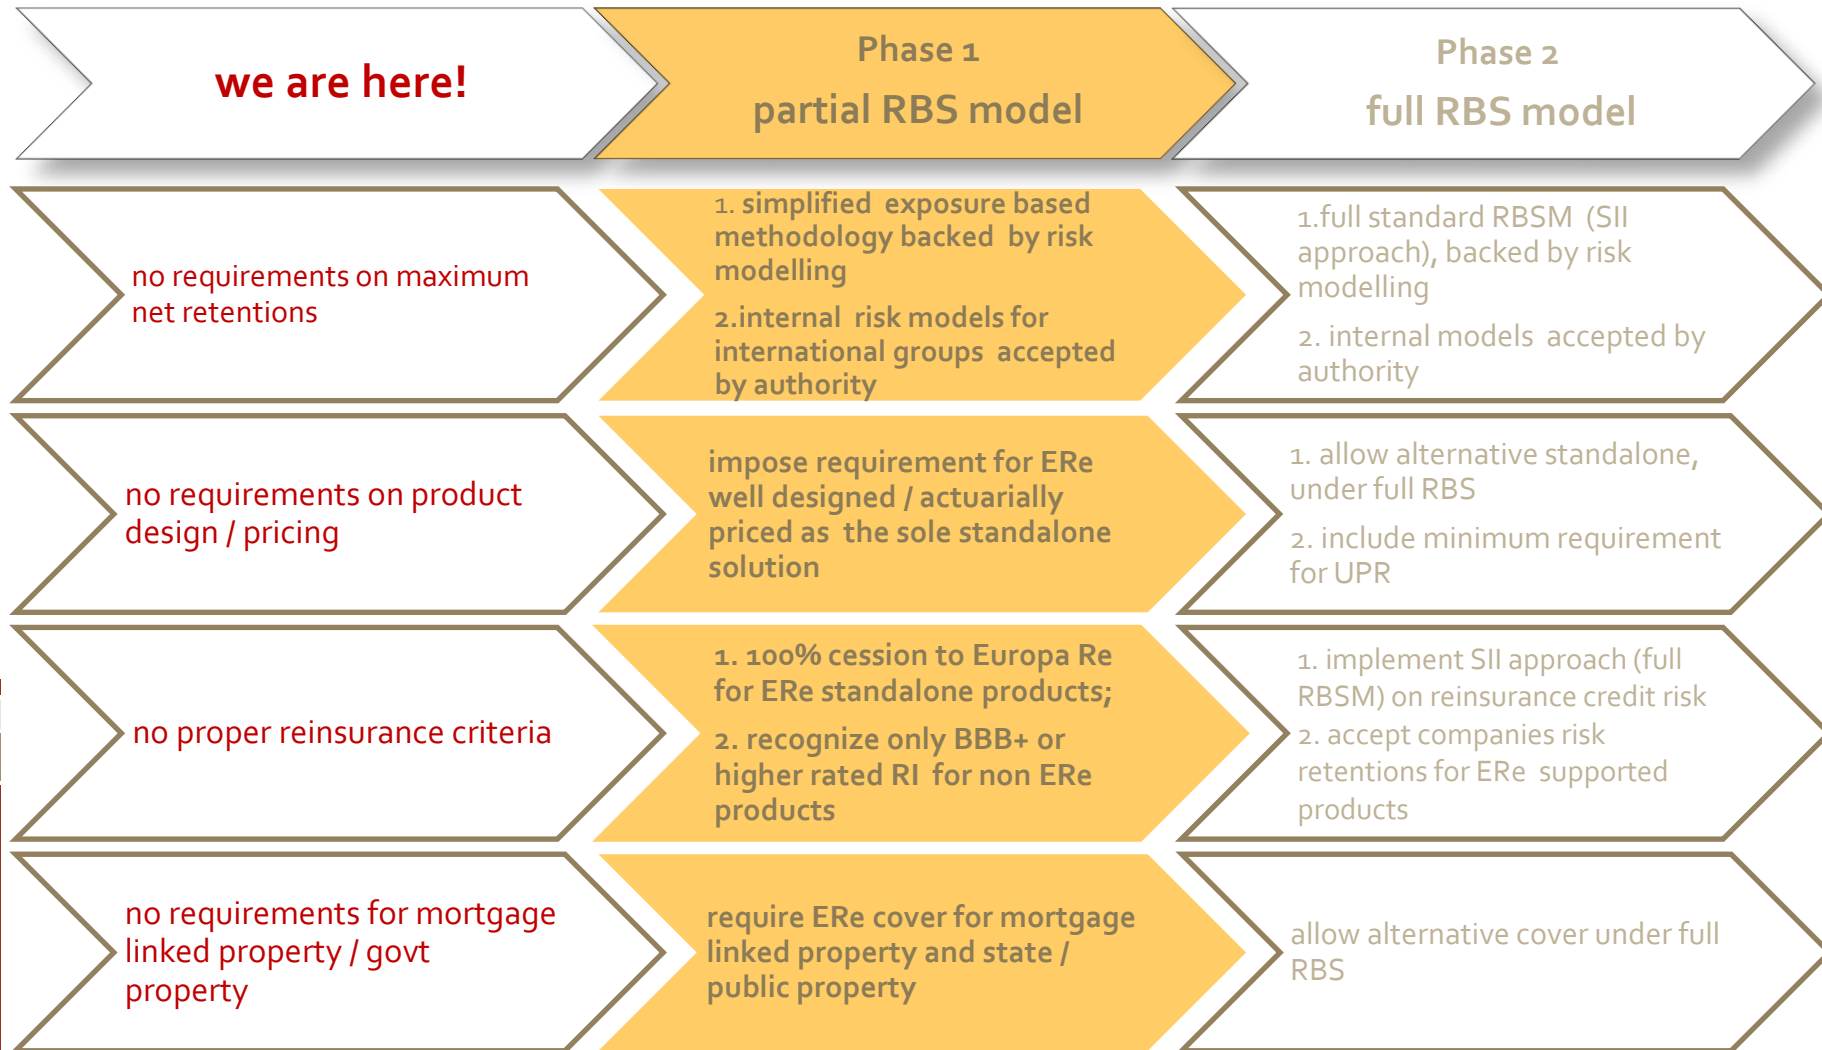 we are here!
Phase 1
partial RBS model
Phase 2
full RBS model
no requirements on maximum
net retentions
1. simplified exposure based
methodology backed by risk
modelling
2.internal risk models for
international groups accepted
by authority
1.full standard RBSM (SII
approach), backed by risk
modelling
2. internal models accepted by
authority
no requirements on product
design / pricing
impose requirement for ERe
well designed / actuarially
priced as the sole standalone
solution
1. allow alternative standalone,
under full RBS
2. include minimum requirement
for UPR
no proper reinsurance criteria
1. 100% cession to Europa Re
for ERe standalone products;
2. recognize only BBB+ or
higher rated RI for non ERe
products
1. implement SII approach (full
RBSM) on reinsurance credit risk
2. accept companies risk
retentions for ERe supported
products
no requirements for mortgage
linked property / govt
property
require ERe cover for mortgage
linked property and state /
public property
allow alternative cover under full
RBS